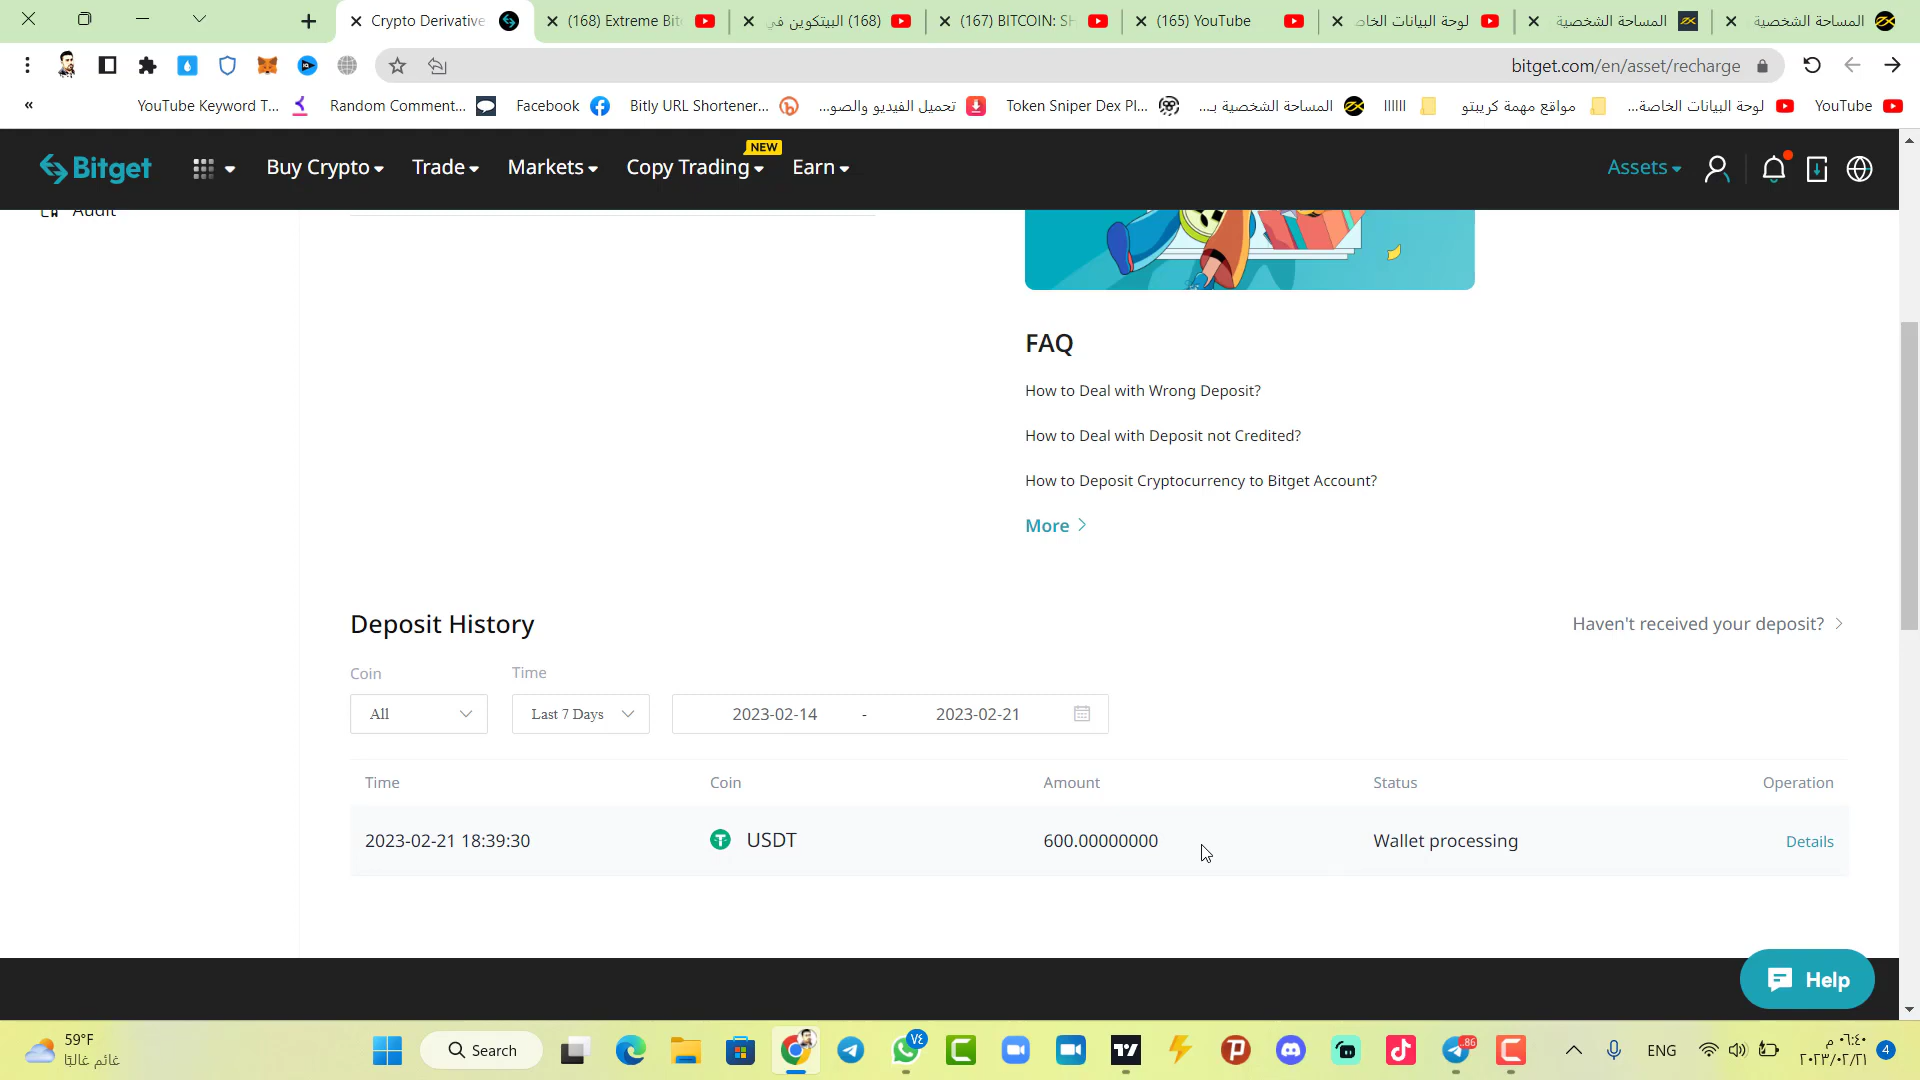 Crypto Derivative
(168) Extreme Bit
(168) البيتكوين في
(167) BITCOIN: SH
(165) YouTube
لوحة البيانات الخاص
المساحة الشخصية
المساحة الشخصية
bitget.com/en/asset/recharge
«
YouTube Keyword T...
Random Comment...
Facebook
Bitly URL Shortener...
تحميل الفيديو والصو...
Token Sniper Dex Pl...
المساحة الشخصية بـ...
llllll
مواقع مهمة كريبتو
لوحة البيانات الخاصة...
YouTube
Bitget
Buy Crypto
Trade
Markets
Copy Trading
NEW
Earn
Assets
Audit
FAQ
How to Deal with Wrong Deposit?
How to Deal with Deposit not Credited?
How to Deposit Cryptocurrency to Bitget Account?
More
Deposit History
Haven't received your deposit?
Coin
Time
All
Last 7 Days
2023-02-14 - 2023-02-21
Time Coin Amount Status Operation
2023-02-21 18:39:30 USDT 600.00000000 Wallet processing Details
Help
59°F
غائم غالبًا
Search
٧٤
86
ENG
٠٦:٤٠ م
٢٠٢٣/٠٢/٢١
4